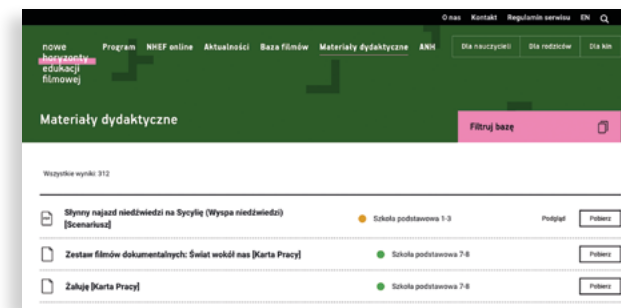 O nas Kontakt Regulamin serwisu EN
nowe
horyzonty
edukacji
filmowej
Program NHEF online Aktualności Baza filmów Materiały dydaktyczne ANH Dla nauczycieli Dla rodziców Dla kin
Materiały dydaktyczne
Filtruj bazę
Wszystkie wyniki: 312
Słynny najazd niedźwiedzi na Sycylię (Wyspa niedźwiedzi)
[Scenariusz]
Szkoła podstawowa 1-3 Podgląd Pobierz
Zestaw filmów dokumentalnych: Świat wokół nas [Karta Pracy] Szkoła podstawowa 7-8 Pobierz
Żałuję [Karta Pracy] Szkoła podstawowa 7-8 Pobierz